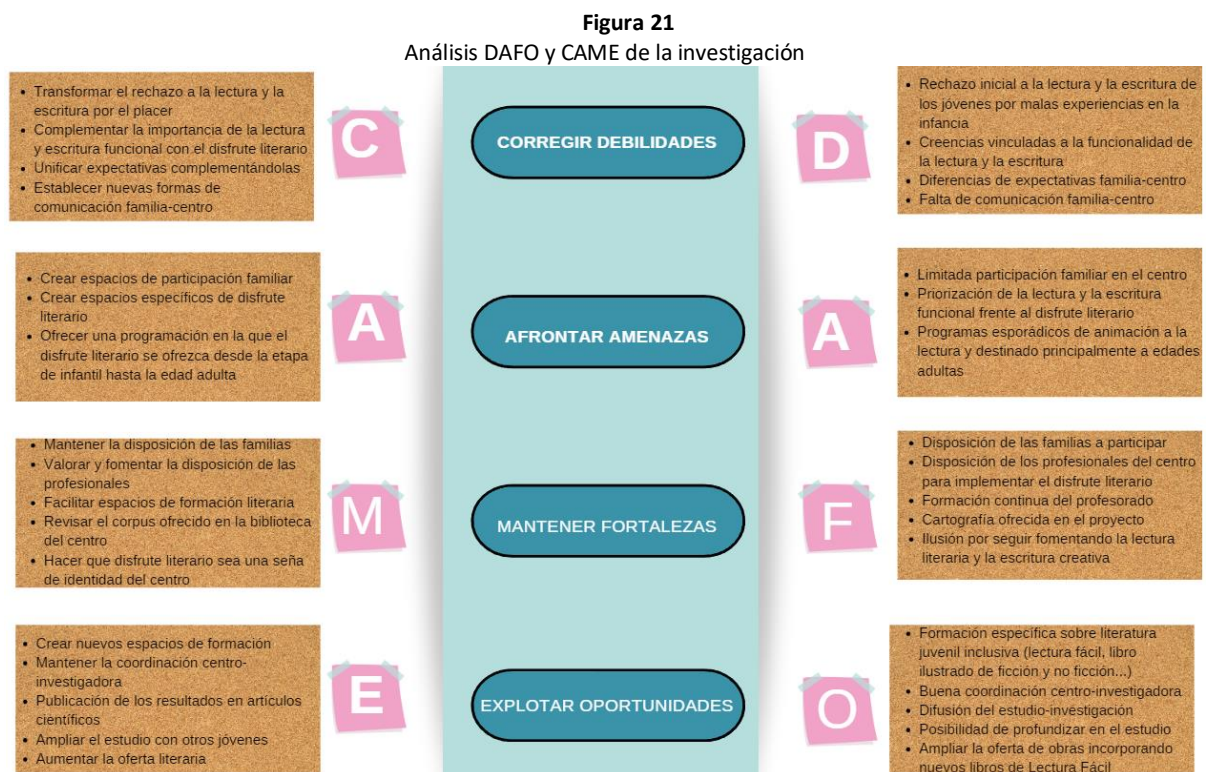 Figura 21
Análisis DAFO y CAME de la investigación
• Transformar el rechazo a la lectura y la
escritura por el placer
• Complementar la importancia de la lectura
y escritura funcional con el disfrute literario
• Unificar expectativas complementándolas
• Establecer nuevas formas de
comunicación familia-centro
C
CORREGIR DEBILIDADES
D
• Rechazo inicial a la lectura y la escritura de
los jóvenes por malas experiencias en la
infancia
• Creencias vinculadas a la funcionalidad de
la lectura y la escritura
• Diferencias de expectativas familia-centro
• Falta de comunicación familia-centro
• Crear espacios de participación familiar
• Crear espacios específicos de disfrute
literario
• Ofrecer una programación en la que el
disfrute literario se ofrezca desde la etapa
de infantil hasta la edad adulta
A
AFRONTAR AMENAZAS
A
• Limitada participación familiar en el centro
• Priorización de la lectura y la escritura
funcional frente al disfrute literario
• Programas esporádicos de animación a la
lectura y destinado principalmente a edades
adultas
• Mantener la disposición de las familias
• Valorar y fomentar la disposición de las
profesionales
• Facilitar espacios de formación literaria
• Revisar el corpus ofrecido en la biblioteca
del centro
• Hacer que disfrute literario sea una seña
de identidad del centro
M
MANTENER FORTALEZAS
F
• Disposición de las familias a participar
• Disposición de los profesionales del centro
para implementar el disfrute literario
• Formación continua del profesorado
• Cartografía ofrecida en el proyecto
• Ilusión por seguir fomentando la lectura
literaria y la escritura creativa
• Crear nuevos espacios de formación
• Mantener la coordinación centro-
investigadora
• Publicación de los resultados en artículos
científicos
• Ampliar el estudio con otros jóvenes
• Aumentar la oferta literaria
E
EXPLOTAR OPORTUNIDADES
O
• Formación específica sobre literatura
juvenil inclusiva (lectura fácil, libro
ilustrado de ficción y no ficción...)
• Buena coordinación centro-investigadora
• Difusión del estudio-investigación
• Posibilidad de profundizar en el estudio
• Ampliar la oferta de obras incorporando
nuevos libros de Lectura Fácil